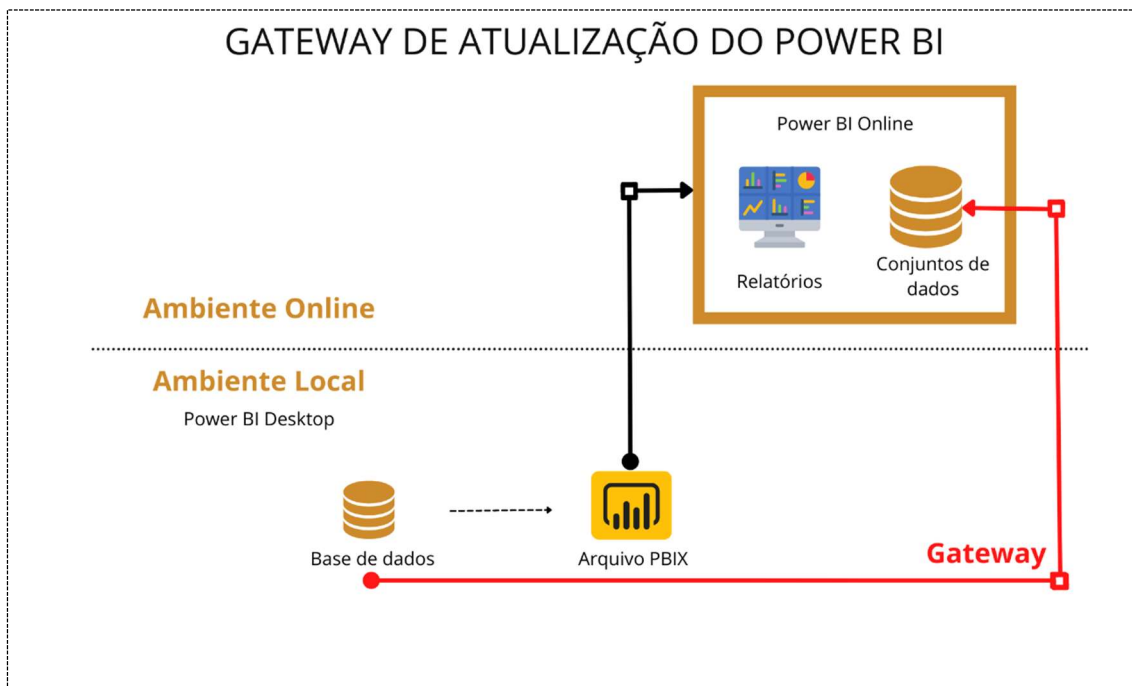 GATEWAY DE ATUALIZAÇÃO DO POWER BI
Power BI Online
Relatórios
Conjuntos de
dados
Ambiente Online
Ambiente Local
Power BI Desktop
Base de dados
Arquivo PBIX
Gateway